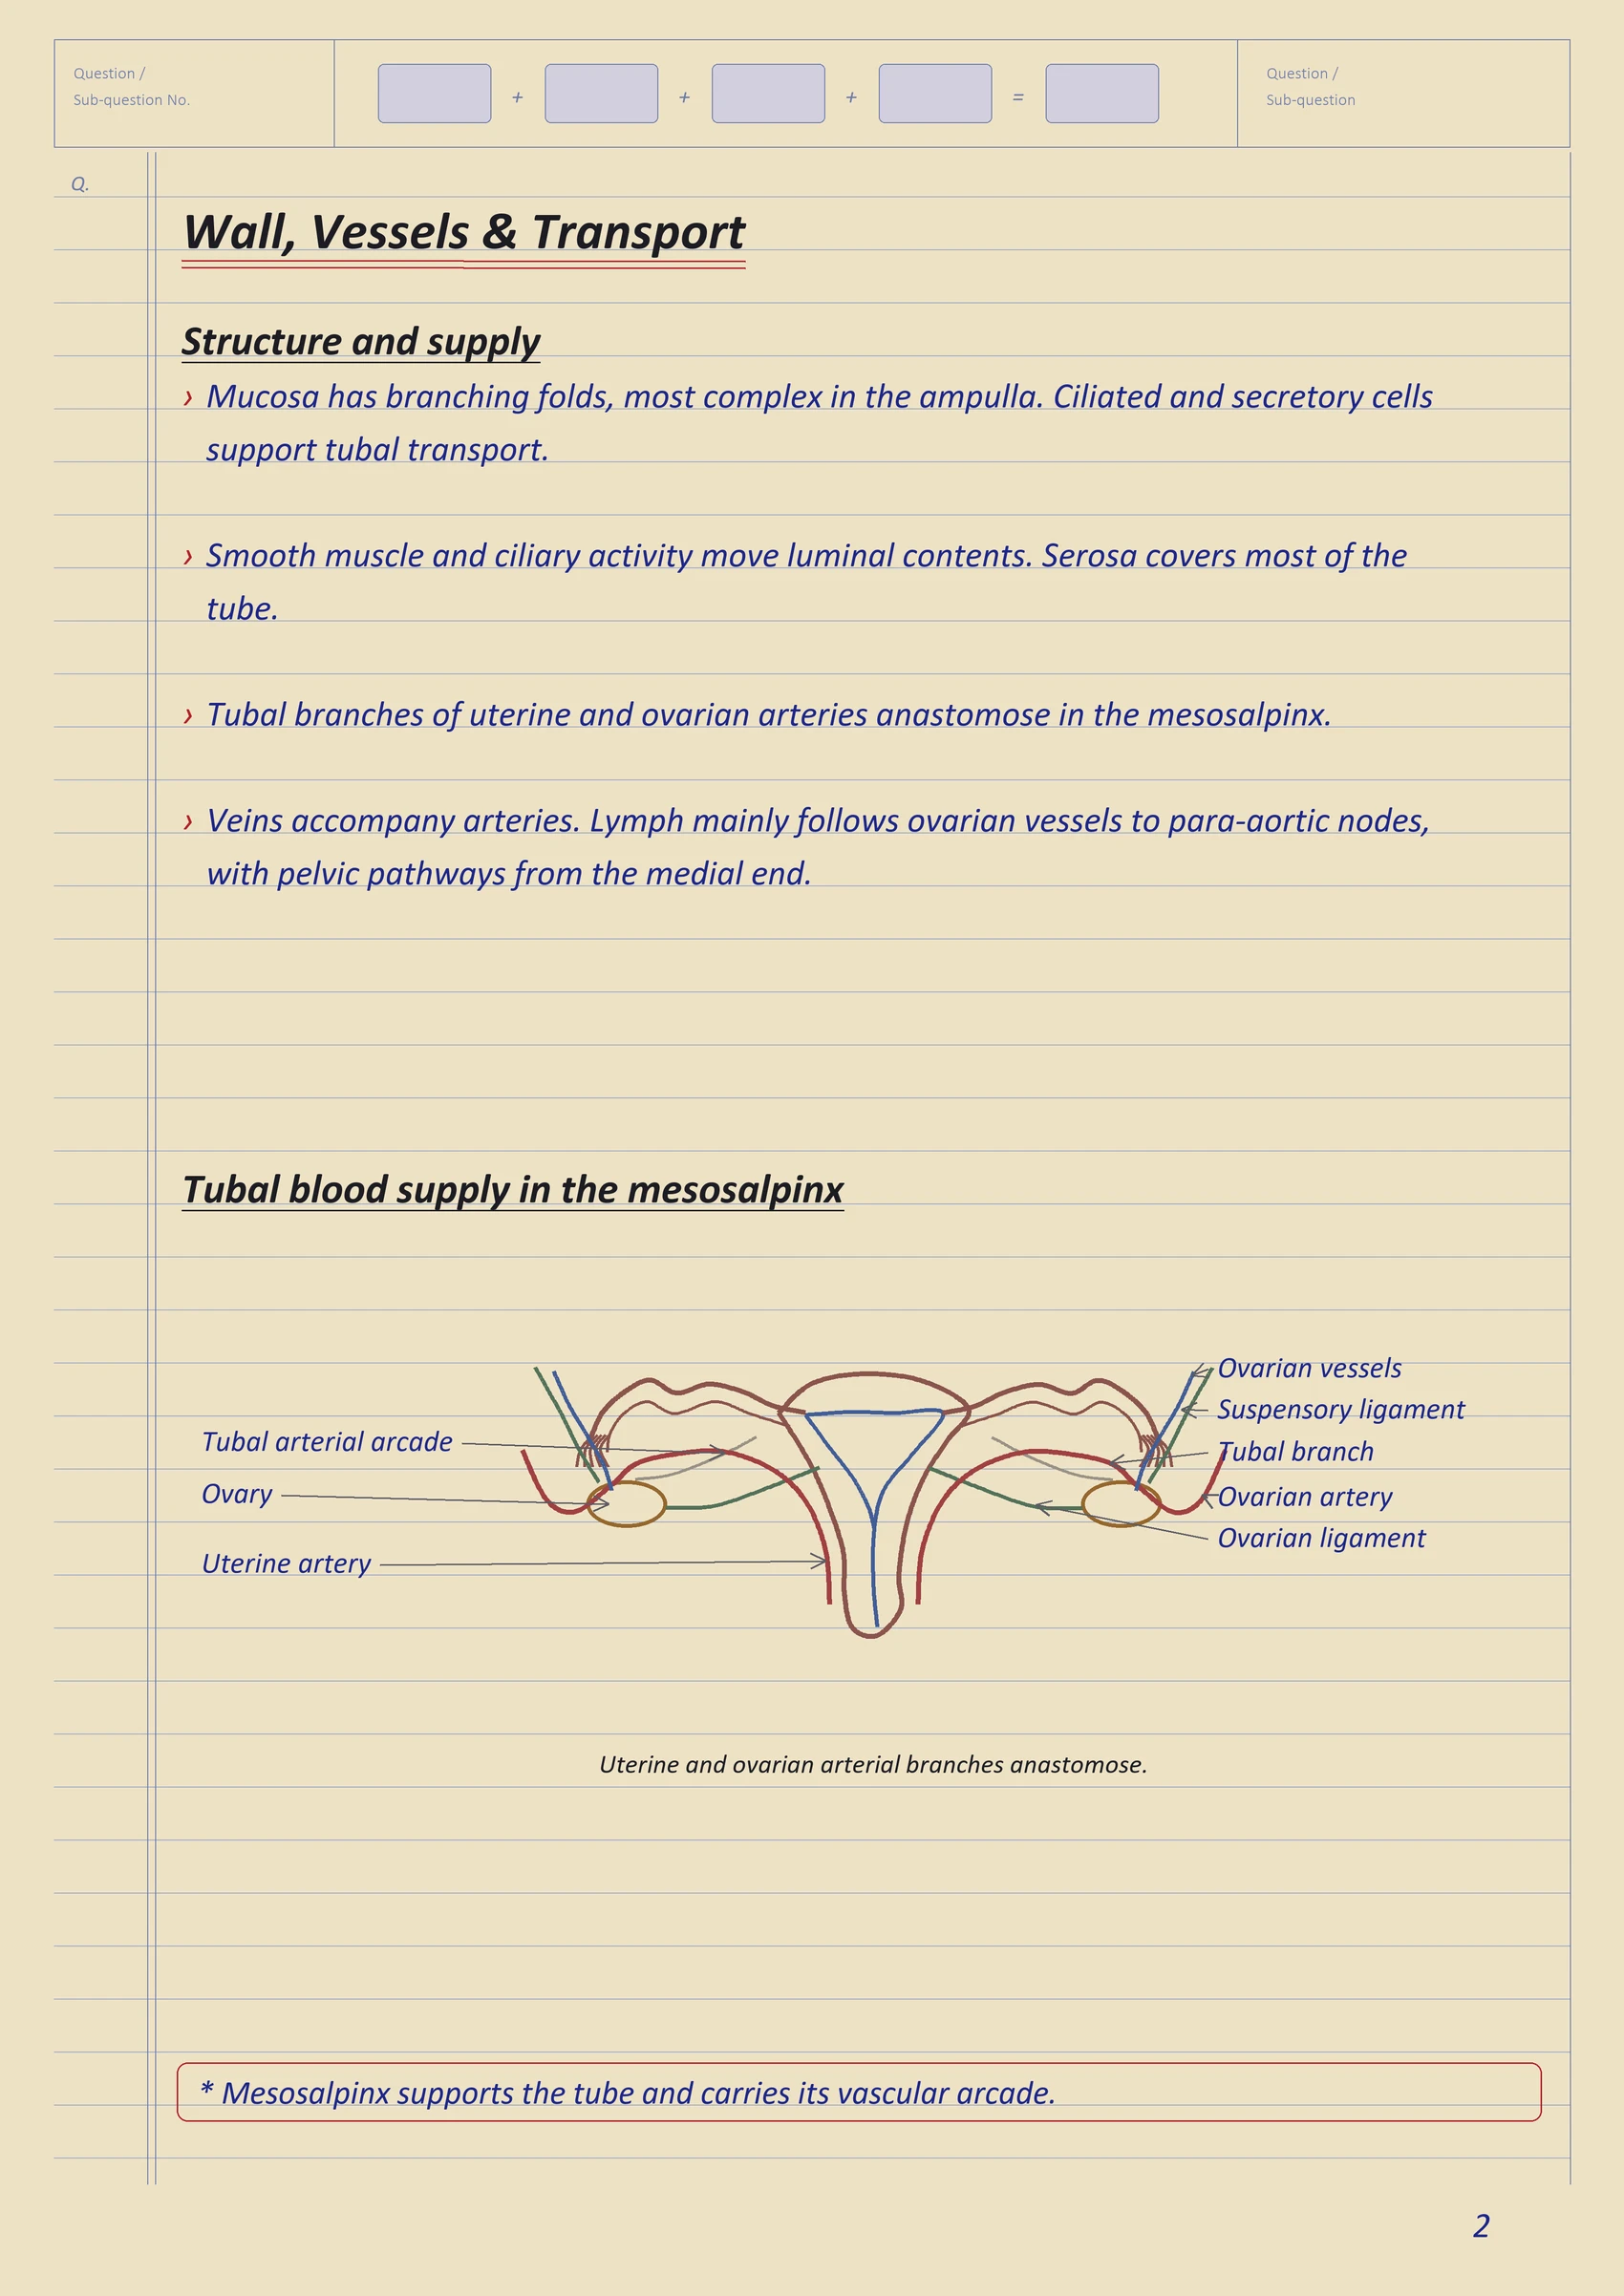 Question /
Sub-question No.
+ + + =
Question /
Sub-question
Q.
Wall, Vessels & Transport
Structure and supply
› Mucosa has branching folds, most complex in the ampulla. Ciliated and secretory cells
support tubal transport.
› Smooth muscle and ciliary activity move luminal contents. Serosa covers most of the
tube.
› Tubal branches of uterine and ovarian arteries anastomose in the mesosalpinx.
› Veins accompany arteries. Lymph mainly follows ovarian vessels to para-aortic nodes,
with pelvic pathways from the medial end.
Tubal blood supply in the mesosalpinx
Tubal arterial arcade
Ovary
Uterine artery
Ovarian vessels
Suspensory ligament
Tubal branch
Ovarian artery
Ovarian ligament
Uterine and ovarian arterial branches anastomose.
* Mesosalpinx supports the tube and carries its vascular arcade.
2